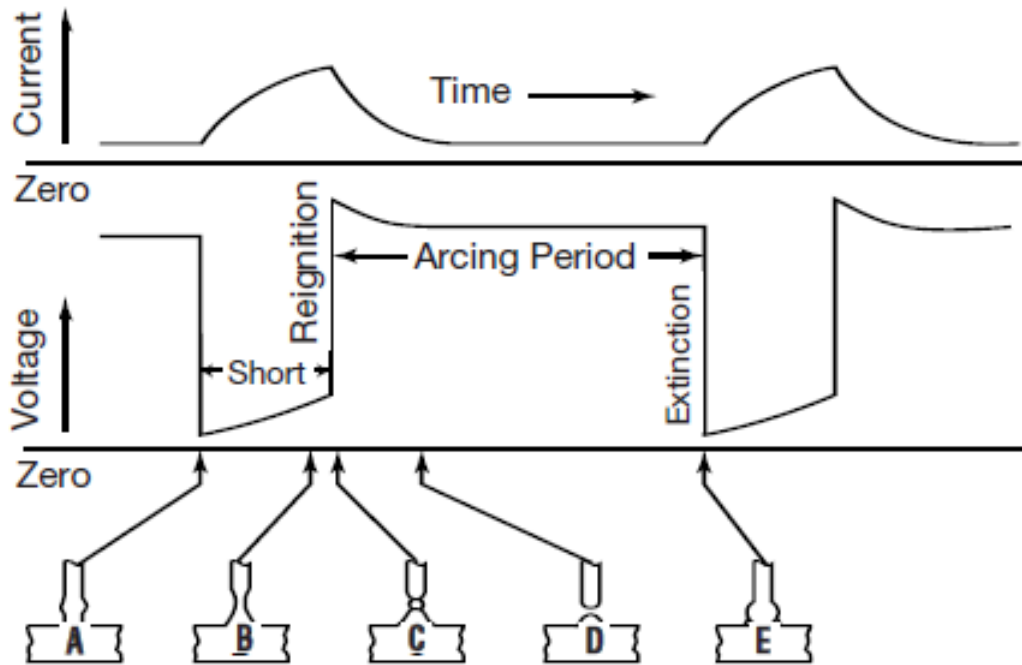 Current
Time
Zero
Reignition
Arcing Period
Voltage
Short
Extinction
Zero
A
B
C
D
E